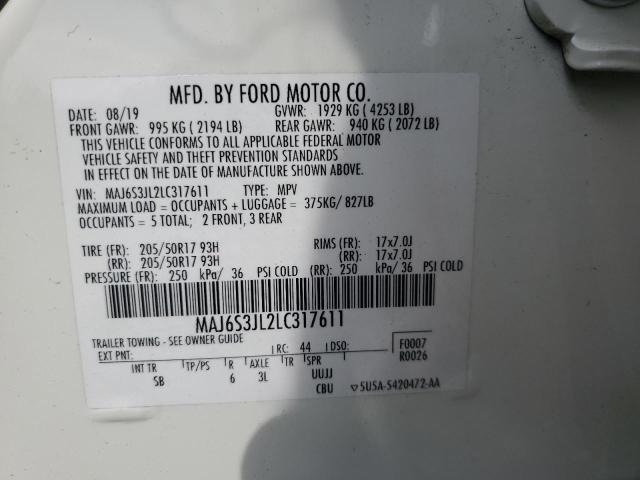 MFD. BY FORD MOTOR CO.
DATE: 08/19 GVWR: 1929 KG ( 4253 LB)
FRONT GAWR: 995 KG ( 2194 LB) REAR GAWR: 940 KG ( 2072 LB)
THIS VEHICLE CONFORMS TO ALL APPLICABLE FEDERAL MOTOR
VEHICLE SAFETY AND THEFT PREVENTION STANDARDS
IN EFFECT ON THE DATE OF MANUFACTURE SHOWN ABOVE.
VIN: MAJ6S3JL2LC317611 TYPE: MPV
MAXIMUM LOAD = OCCUPANTS + LUGGAGE = 375KG/ 827LB
OCCUPANTS = 5 TOTAL; 2 FRONT, 3 REAR
TIRE (FR): 205/50R17 93H RIMS (FR): 17x7.0J
(RR): 205/50R17 93H (RR): 17x7.0J
PRESSURE (FR): 250 kPa/ 36 PSI COLD (RR): 250 kPa/ 36 PSI COLD
MAJ6S3JL2LC317611
TRAILER TOWING - SEE OWNER GUIDE
EXT PNT: RC: 44 DSO: F0007
R0026
INT TR TP/PS R AXLE TR SPR
SB 6 3L UUJJ
CBU 5U5A-5420472-AA